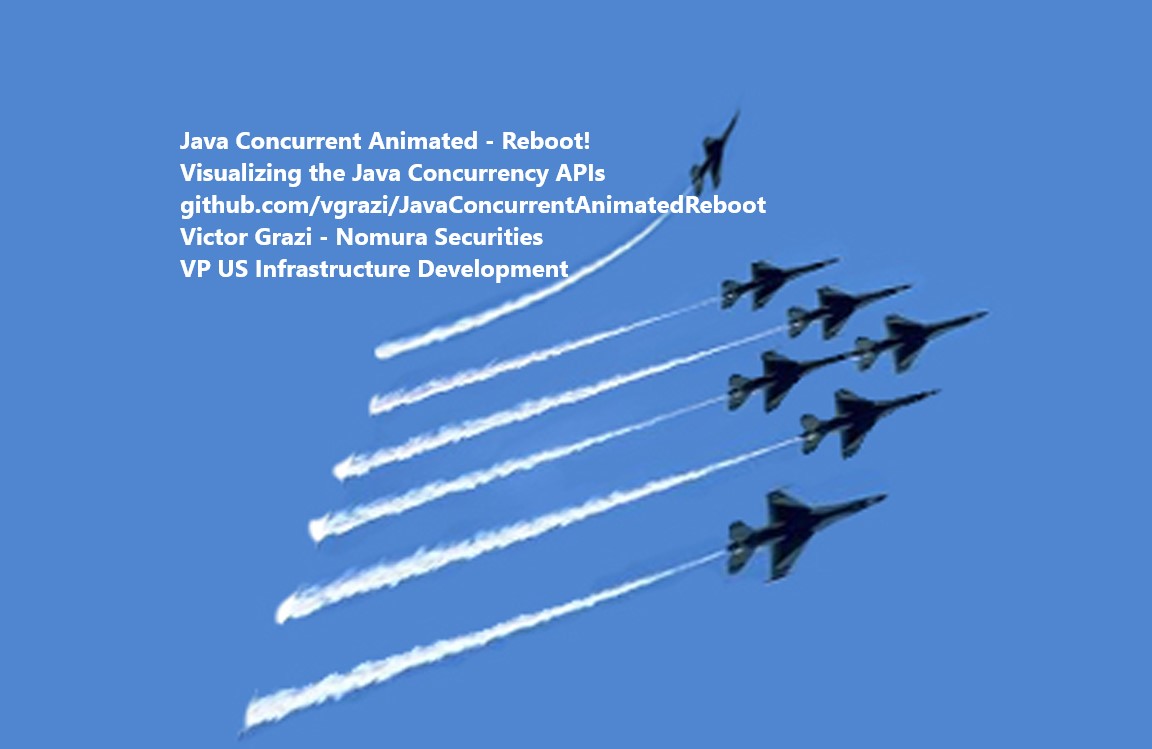 Java Concurrent Animated - Reboot!
Visualizing the Java Concurrency APIs
github.com/vgrazi/JavaConcurrentAnimatedReboot
Victor Grazi - Nomura Securities
VP US Infrastructure Development